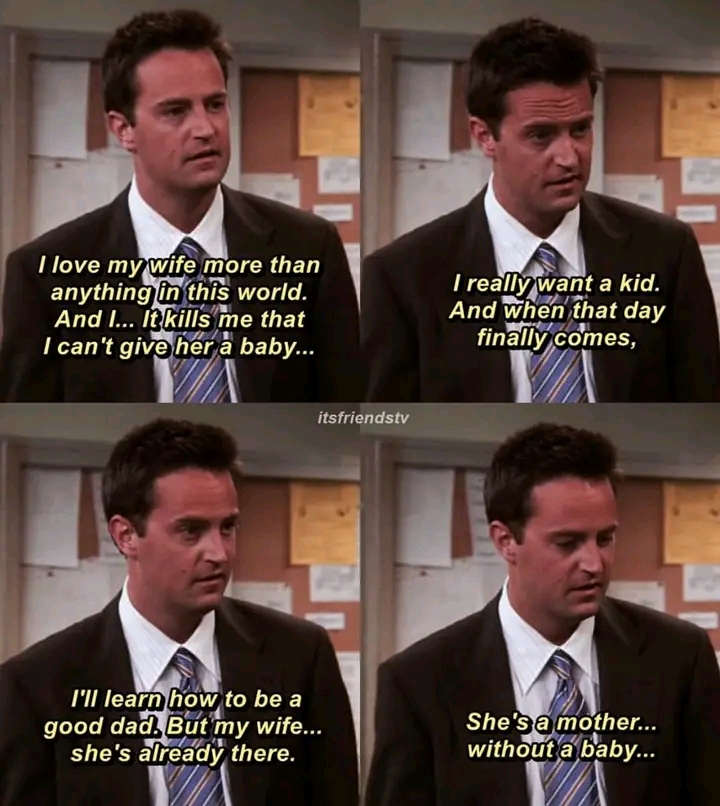 I love my wife more than
anything in this world.
And I... It kills me that
I can't give her a baby...
I really want a kid.
And when that day
finally comes,
itsfriendstv
I'll learn how to be a
good dad. But my wife...
she's already there.
She's a mother...
without a baby...